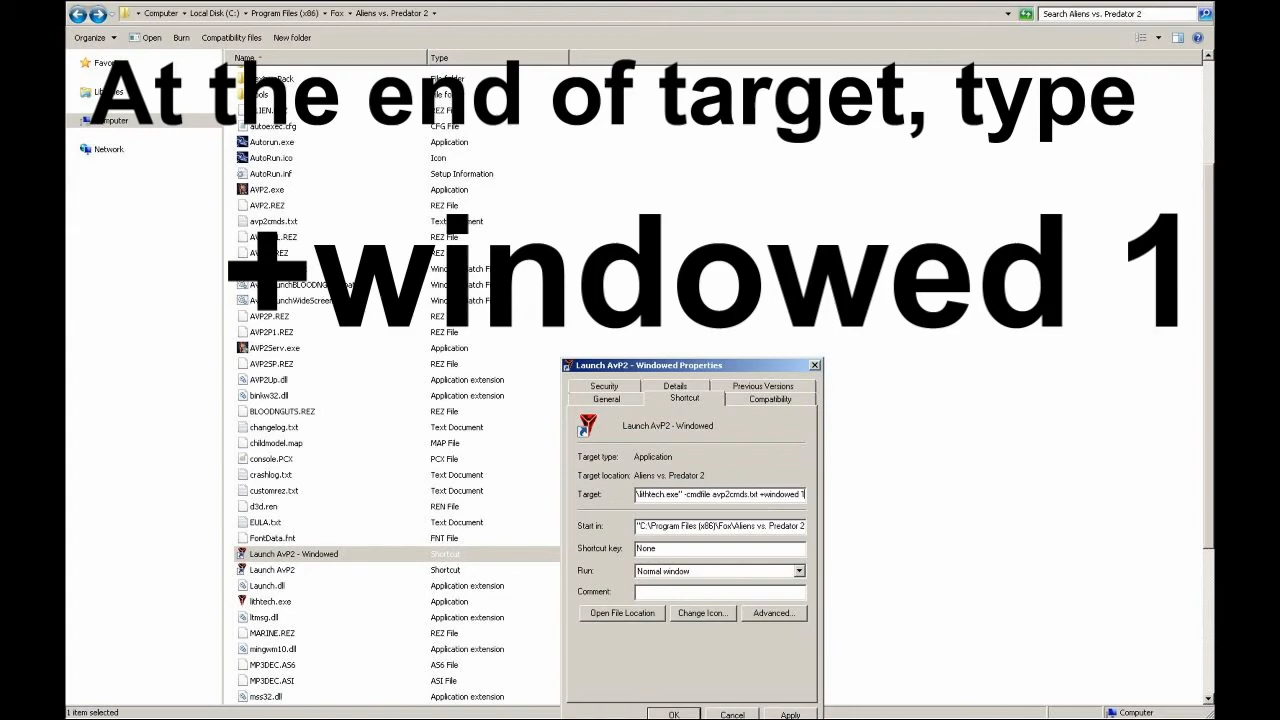 Computer Local Disk (C:) Program Files (x86) Fox Aliens vs. Predator 2
Search Aliens vs. Predator 2
Organize Open Burn Compatibility files New folder
Name Type
At the end of target, type
+windowed 1
Network
autoexec.cfg CFG File
Autorun.exe Application
AutoRun.ico Icon
AutoRun.inf Setup Information
AVP2.exe Application
AVP2.REZ REZ File
avp2cmds.txt
AVP2P.REZ REZ File
AVP2P1.REZ REZ File
AVP2Serv.exe Application
AVP2SP.REZ REZ File
AVP2Up.dll Application extension
binkw32.dll Application extension
BLOODNGUTS.REZ REZ File
changelog.txt Text Document
childmodel.map MAP File
console.PCX PCX File
crashlog.txt Text Document
customrez.txt Text Document
d3d.ren REN File
EULA.txt Text Document
FontData.fnt FNT File
Launch AvP2 - Windowed Shortcut
Launch AvP2 Shortcut
Launch.dll Application extension
lithtech.exe Application
ltmsg.dll Application extension
MARINE.REZ REZ File
mingwm10.dll Application extension
MP3DEC.AS6 AS6 File
MP3DEC.ASI ASI File
mss32.dll Application extension
Launch AvP2 - Windowed Properties
Security Details Previous Versions
General Shortcut Compatibility
Launch AvP2 - Windowed
Target type: Application
Target location: Aliens vs. Predator 2
Target: \lithtech.exe" -cmdfile avp2cmds.txt +windowed 1
Start in: "C:\Program Files (x86)\Fox\Aliens vs. Predator 2
Shortcut key: None
Run: Normal window
Comment:
Open File Location Change Icon... Advanced...
OK Cancel Apply
1 item selected
Computer